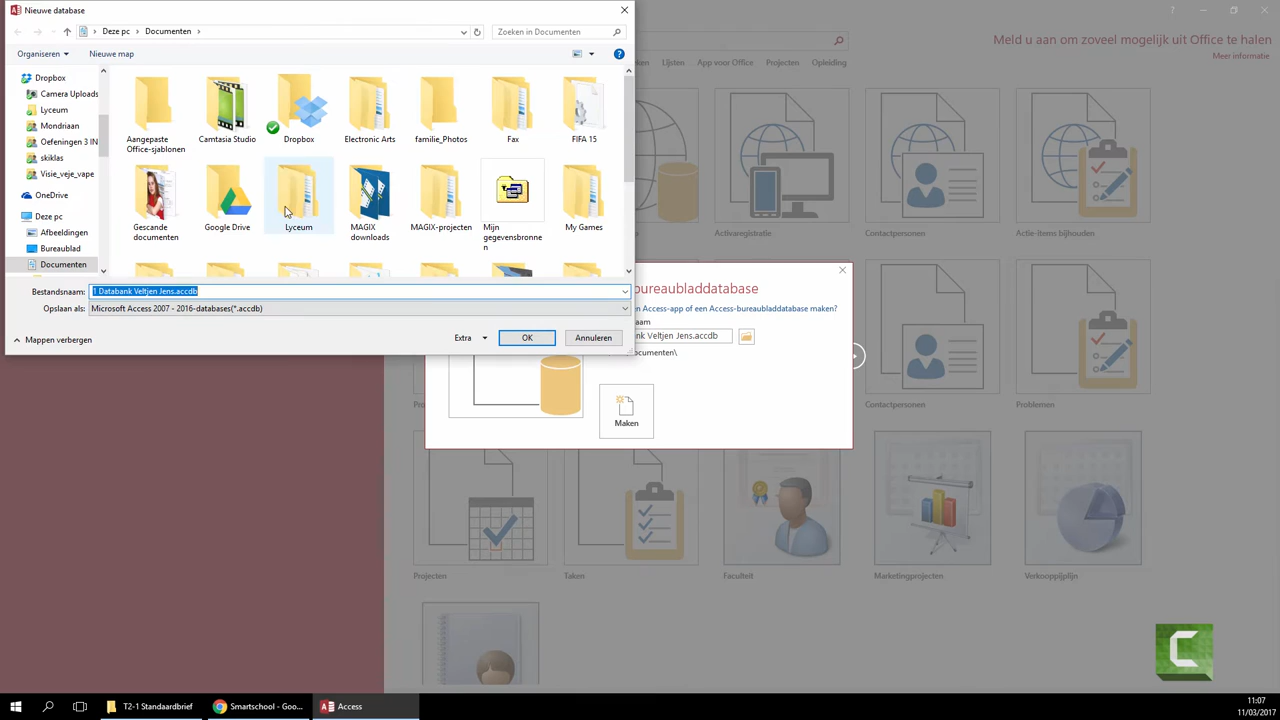 Nieuwe database
Deze pc
Documenten
Zoeken in Documenten
Organiseren
Nieuwe map
Dropbox
Camera Uploads
Lyceum
Mondriaan
Oefeningen 3 IN
skiklas
Visie_veje_vape
OneDrive
Deze pc
Afbeeldingen
Bureaublad
Documenten
Aangepaste
Office-sjablonen
Camtasia Studio
Dropbox
Electronic Arts
familie_Photos
Fax
FIFA 15
Gescande
documenten
Google Drive
Lyceum
MAGIX
downloads
MAGIX-projecten
Mijn
gegevensbronne
n
My Games
Bestandsnaam:
1 Databank Veltjen Jens.accdb
Opslaan als:
Microsoft Access 2007 - 2016-databases(*.accdb)
Mappen verbergen
Extra
OK
Annuleren
Meld u aan om zoveel mogelijk uit Office te halen
Meer informatie
Lijsten
App voor Office
Projecten
Opleiding
Activaregistratie
Contactpersonen
Actie-items bijhouden
bureaubladdatabase
en Access-app of een Access-bureaubladdatabase maken?
naam
nk Veltjen Jens.accdb
ocumenten\
Maken
Contactpersonen
Problemen
Projecten
Taken
Faculteit
Marketingprojecten
Verkooppijplijn
T2-1 Standaardbrief
Smartschool - Goo...
Access
11:07
11/03/2017